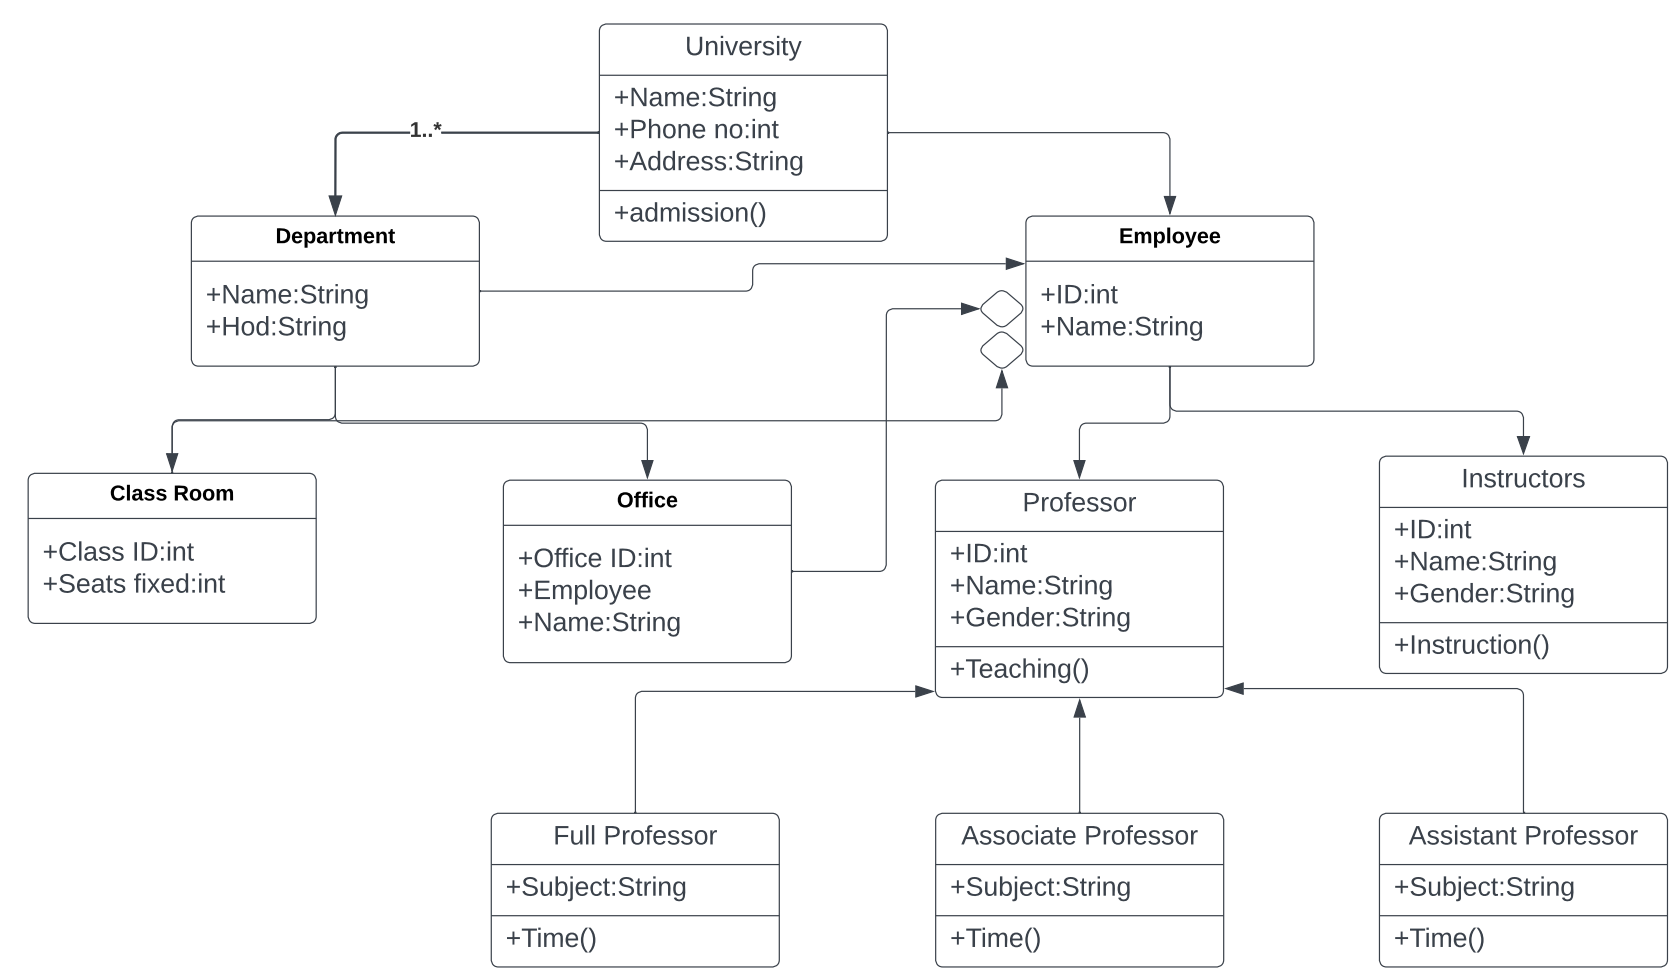 University
+Name:String
+Phone no:int
+Address:String
+admission()
1..*
Department
+Name:String
+Hod:String
Employee
+ID:int
+Name:String
Class Room
+Class ID:int
+Seats fixed:int
Office
+Office ID:int
+Employee
+Name:String
Professor
+ID:int
+Name:String
+Gender:String
+Teaching()
Instructors
+ID:int
+Name:String
+Gender:String
+Instruction()
Full Professor
+Subject:String
+Time()
Associate Professor
+Subject:String
+Time()
Assistant Professor
+Subject:String
+Time()